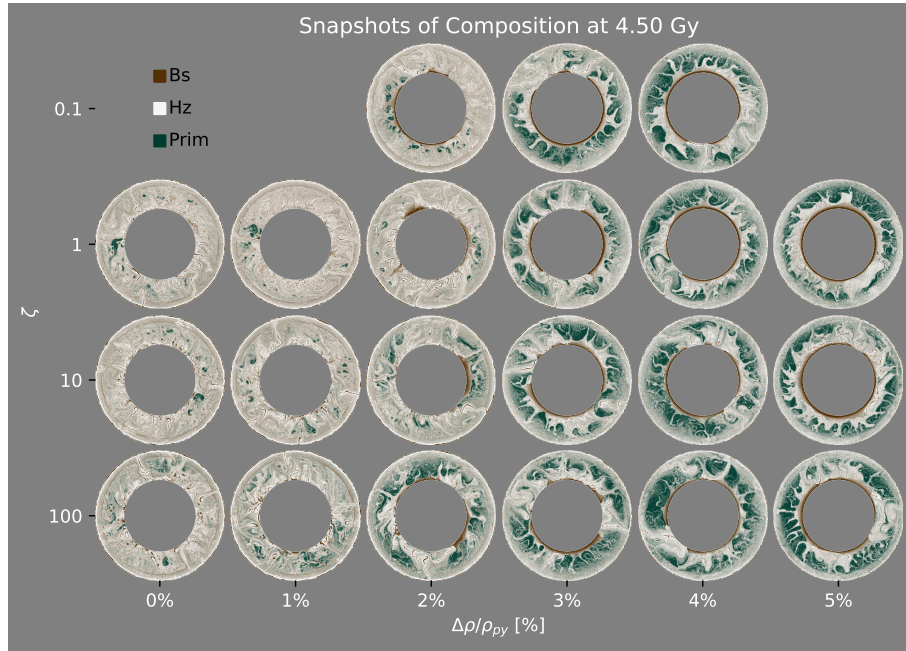 Snapshots of Composition at 4.50 Gy
Bs
Hz
Prim
0.1
1
10
100
ζ
0% 1% 2% 3% 4% 5%
Δρ/ρpy [%]